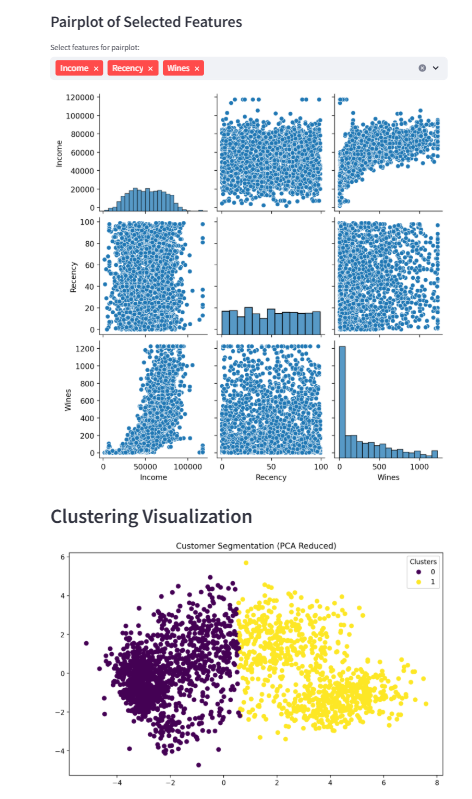 Pairplot of Selected Features
Select features for pairplot:
Income × Recency × Wines ×
120000
100000
80000
60000
40000
20000
0
Income
100
80
60
40
20
0
Recency
1200
1000
800
600
400
200
0
Wines
0 50000 100000 0 50 100 0 500 1000
Income Recency Wines
Clustering Visualization
Customer Segmentation (PCA Reduced)
Clusters
0
1
6
4
2
0
−2
−4
−4 −2 0 2 4 6 8